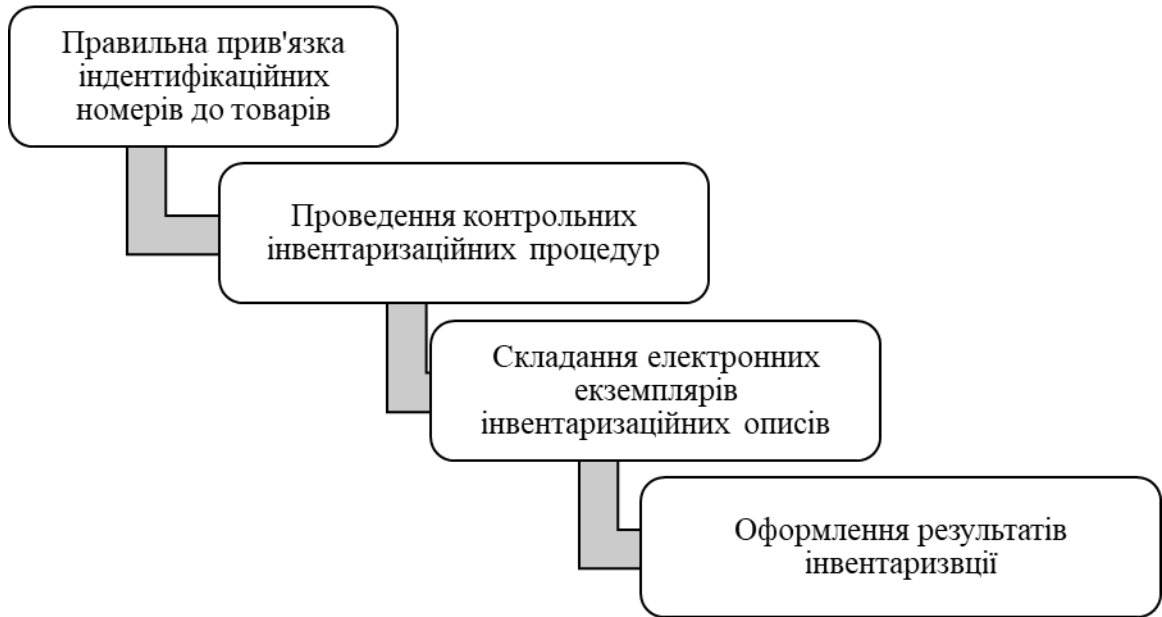 Правильна прив'язка
індентифікаційних
номерів до товарів
Проведення контрольних
інвентаризаційних процедур
Складання електронних
екземплярів
інвентаризаційних описів
Оформлення результатів
інвентаризвції